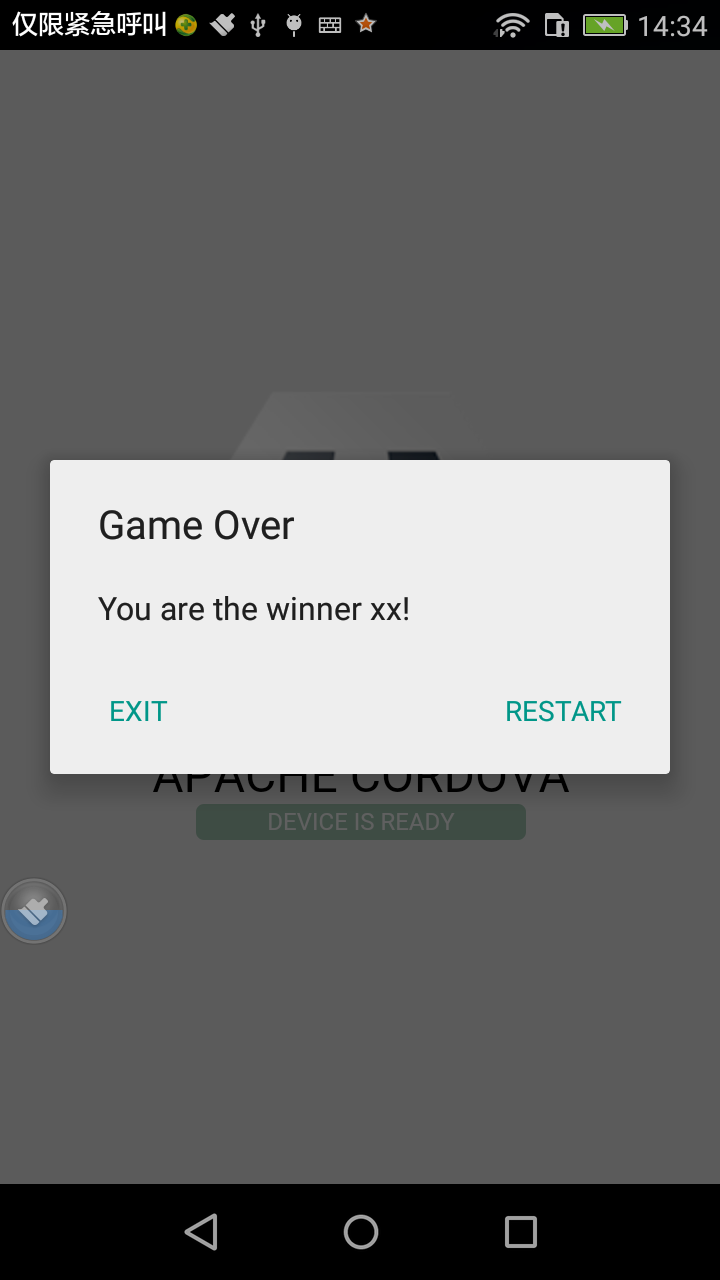 仅限紧急呼叫 14:34
Game Over
You are the winner xx!
EXIT RESTART
APACHE CORDOVA
DEVICE IS READY